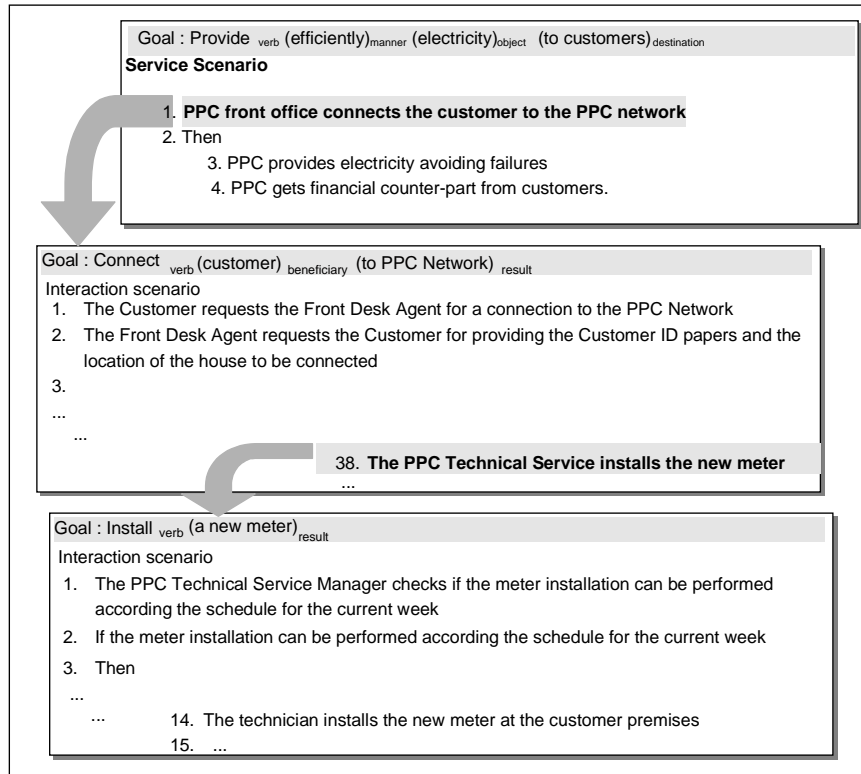 Goal : Provide verb (efficiently)manner (electricity)object (to customers)destination
Service Scenario
1. PPC front office connects the customer to the PPC network
2. Then
3. PPC provides electricity avoiding failures
4. PPC gets financial counter-part from customers.
Goal : Connect verb (customer) beneficiary (to PPC Network) result
Interaction scenario
1. The Customer requests the Front Desk Agent for a connection to the PPC Network
2. The Front Desk Agent requests the Customer for providing the Customer ID papers and the
location of the house to be connected
3.
...
...
38. The PPC Technical Service installs the new meter
...
Goal : Install verb (a new meter)result
Interaction scenario
1. The PPC Technical Service Manager checks if the meter installation can be performed
according the schedule for the current week
2. If the meter installation can be performed according the schedule for the current week
3. Then
...
...
14. The technician installs the new meter at the customer premises
15. ...